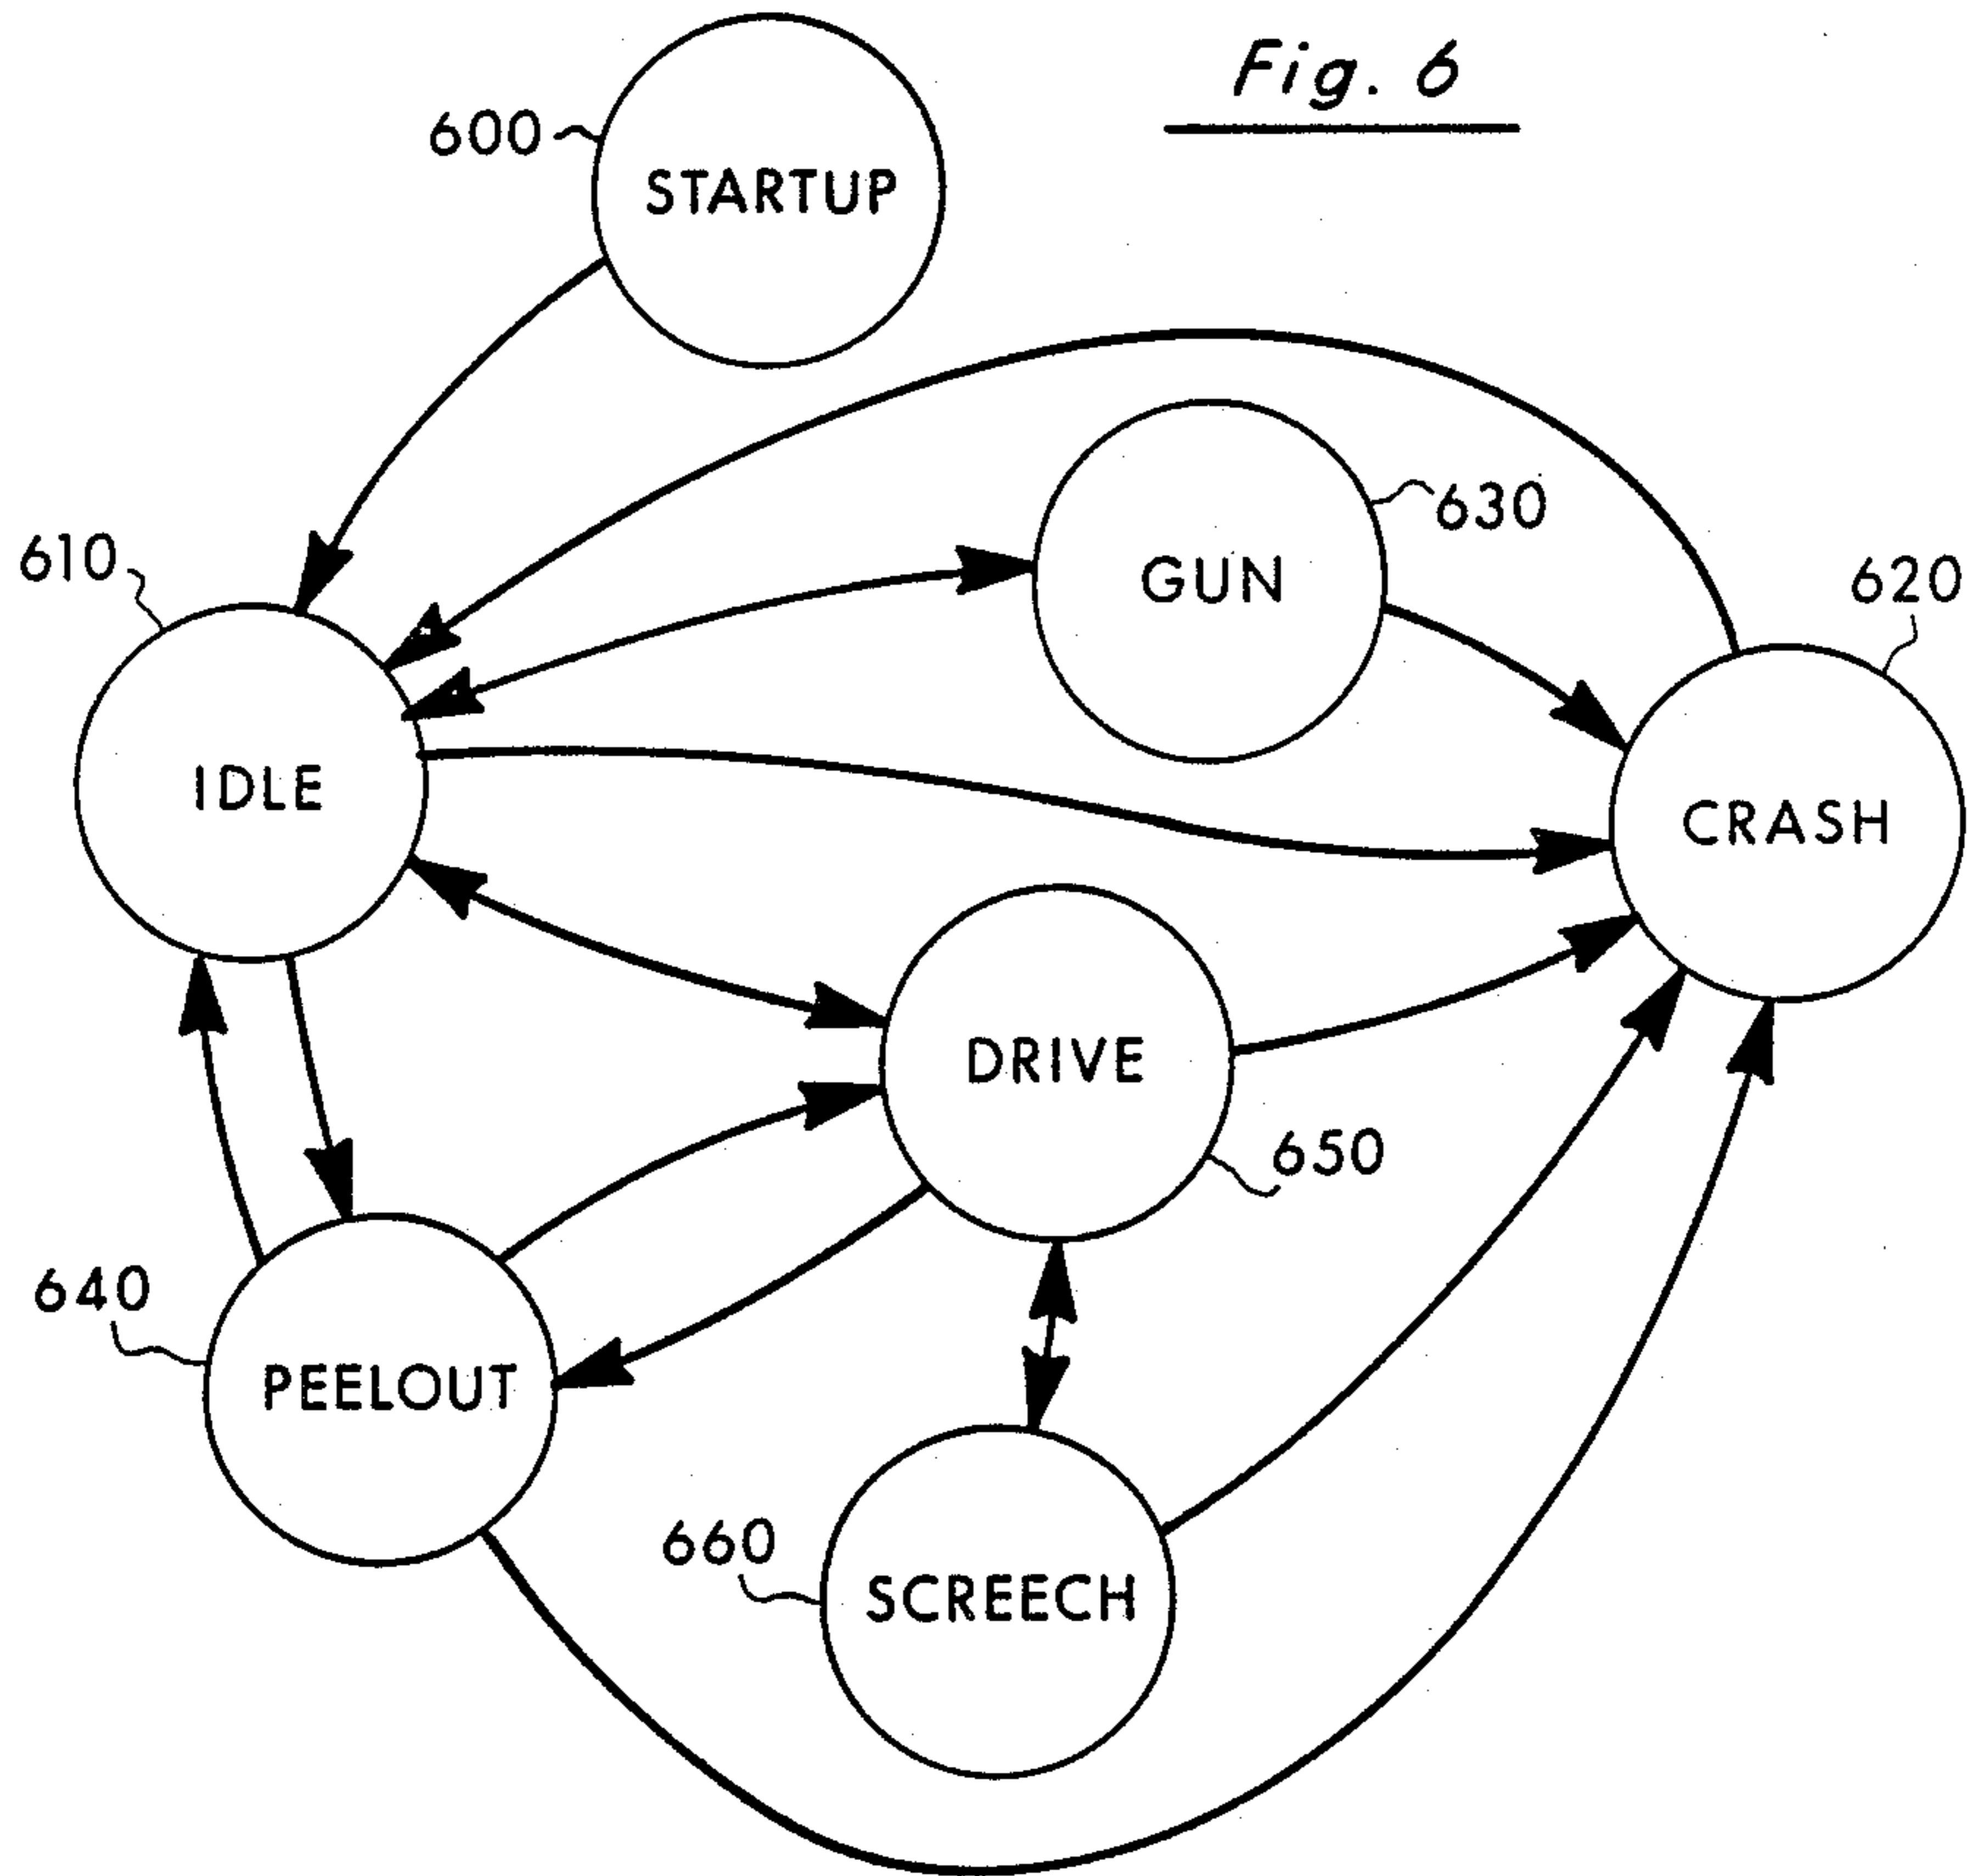 Fig. 6
600
STARTUP
630
610
GUN
620
IDLE
CRASH
DRIVE
650
640
PEELOUT
660
SCREECH